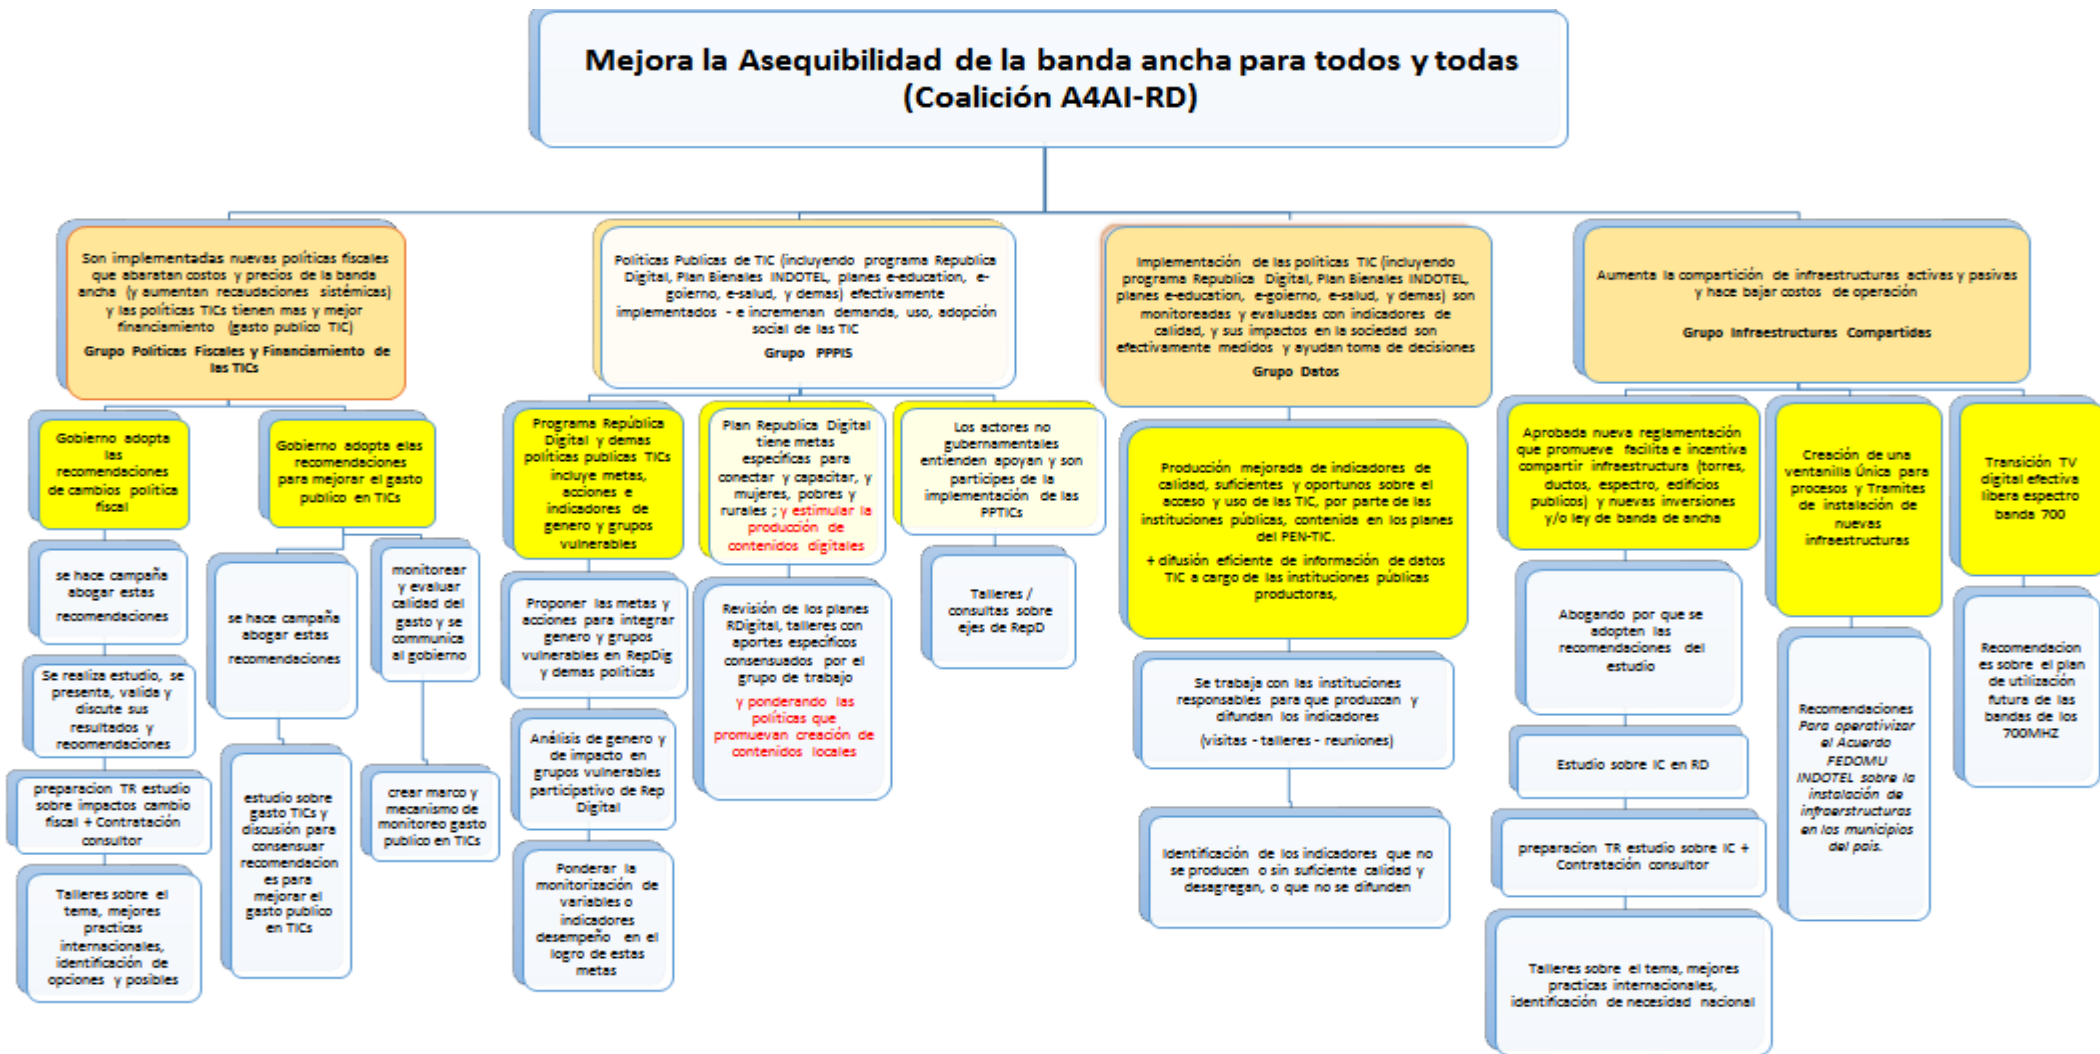 Mejora la Asequibilidad de la banda ancha para todos y todas
(Coalición A4AI-RD)
Son implementadas nuevas políticas fiscales
que abaratan costos y precios de la banda
ancha (y aumentan recaudaciones sistémicas)
y las políticas TICs tienen mas y mejor
financiamiento (gasto publico TIC)
Grupo Políticas Fiscales y Financiamiento de
las TICs
Políticas Publicas de TIC (incluyendo programa Republica
Digital, Plan Bienales INDOTEL, planes e-education, e-
goierno, e-salud, y demas) efectivamente
implementados - e incremenan demanda, uso, adopción
social de las TIC
Grupo PPPIS
Implementación de las políticas TIC (incluyendo
programa Republica Digital, Plan Bienales INDOTEL,
planes e-education, e-goierno, e-salud, y demas) son
monitoreadas y evaluadas con indicadores de
calidad, y sus impactos en la sociedad son
efectivamente medidos y ayudan toma de decisiones
Grupo Datos
Aumenta la compartición de infraestructuras activas y pasivas
y hace bajar costos de operación
Grupo Infraestructuras Compartidas
Gobierno adopta
las
recomendaciones
de cambios política
fiscal
se hace campaña
abogar estas
recomendaciones
Se realiza estudio, se
presenta, valida y
discute sus
resultados y
recomendaciones
preparacion TR estudio
sobre impactos cambio
fiscal + Contratación
consultor
Talleres sobre el
tema, mejores
practicas
internacionales,
identificación de
opciones y posibles
Gobierno adopta elas
recomendaciones
para mejorar el gasto
publico en TICs
se hace campaña
abogar estas
recomendaciones
estudio sobre
gasto TICs y
discusión para
consensuar
recomendacion
es para
mejorar el
gasto publico
en TICs
monitorear
y evaluar
calidad del
gasto y se
communica
al gobierno
crear marco y
mecanismo de
monitoreo gasto
publico en TICs
Programa República
Digital y demas
políticas publicas TICs
incluye metas,
acciones e
indicadores de
genero y grupos
vulnerables
Proponer las metas y
acciones para integrar
genero y grupos
vulnerables en RepDig
y demas politicas
Análisis de genero y
de impacto en
grupos vulnerables
participativo de Rep
Digital
Ponderar la
monitorización de
variables o
indicadores
desempeño en el
logro de estas
metas
Plan Republica Digital
tiene metas
específicas para
conectar y capacitar, y
mujeres, pobres y
rurales ; y estimular la
producción de
contenidos digitales
Revisión de los planes
RDigital, talleres con
aportes específicos
consensuados por el
grupo de trabajo
y ponderando las
políticas que
promuevan creación de
contenidos locales
Los actores no
gubernamentales
entienden apoyan y son
participes de la
implementación de las
PPTICs
Talleres /
consultas sobre
ejes de RepD
Producción mejorada de indicadores de
calidad, suficientes y oportunos sobre el
acceso y uso de las TIC, por parte de las
instituciones públicas, contenida en los planes
del PEN-TIC.
+ difusión eficiente de información de datos
TIC a cargo de las instituciones públicas
productoras,
Se trabaja con las instituciones
responsables para que produzcan y
difundan los indicadores
(visitas - talleres - reuniones)
Identificación de los indicadores que no
se producen o sin suficiente calidad y
desagregan, o que no se difunden
Aprobada nueva reglamentación
que promueve facilita e incentiva
compartir infraestructura (torres,
ductos, espectro, edificios
publicos) y nuevas inversiones
y/o ley de banda de ancha
Abogando por que se
adopten las
recomendaciones del
estudio
Estudio sobre IC en RD
preparacion TR estudio sobre IC +
Contratación consultor
Talleres sobre el tema, mejores
practicas internacionales,
identificación de necesidad nacional
Creación de una
ventanilla Única para
procesos y Tramites
de instalación de
nuevas
infraestructuras
Recomendaciones
Para operativizar
el Acuerdo
FEDOMU
INDOTEL sobre la
instalación de
infraerstructuras
en los municipios
del país.
Transición TV
digital efectiva
libera espectro
banda 700
Recomendacion
es sobre el plan
de utilización
futura de las
bandas de los
700MHZ